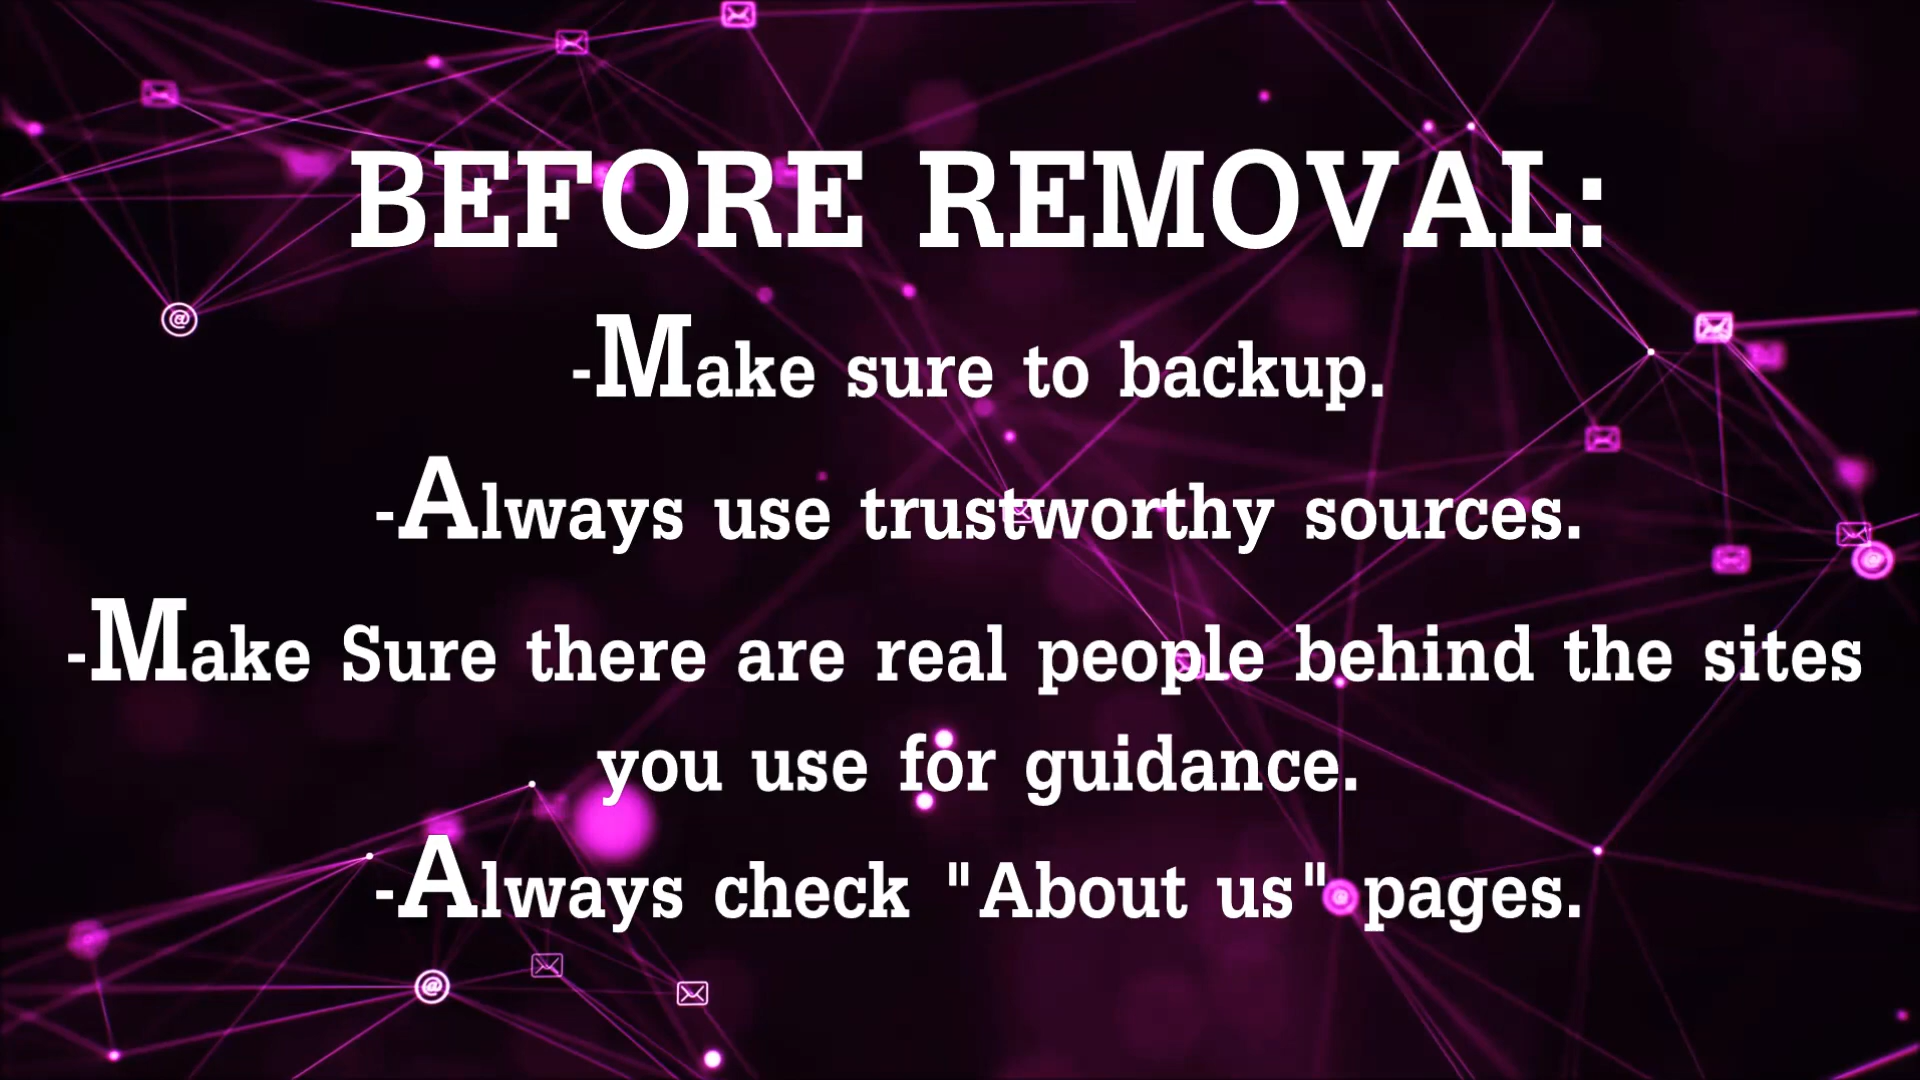 BEFORE REMOVAL:
-Make sure to backup.
-Always use trustworthy sources.
-Make Sure there are real people behind the sites
you use for guidance.
-Always check "About us" pages.